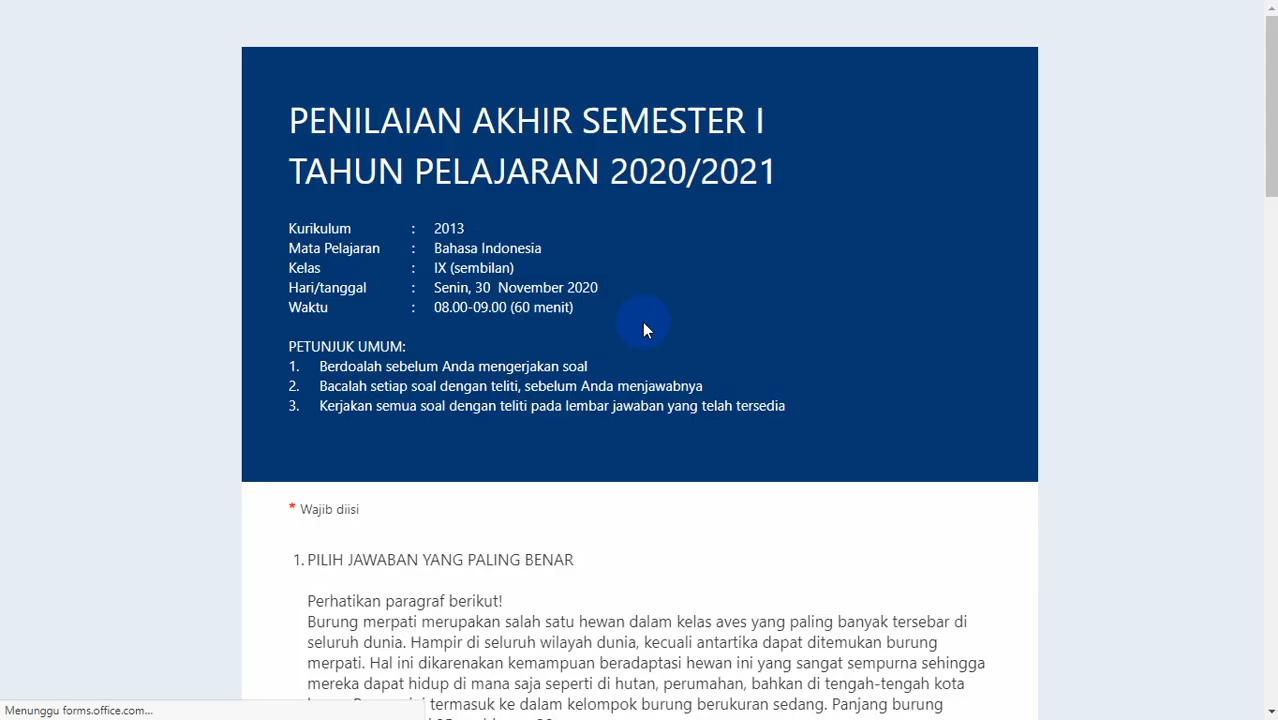 PENILAIAN AKHIR SEMESTER I
TAHUN PELAJARAN 2020/2021
Kurikulum : 2013
Mata Pelajaran : Bahasa Indonesia
Kelas : IX (sembilan)
Hari/tanggal : Senin, 30 November 2020
Waktu : 08.00-09.00 (60 menit)
PETUNJUK UMUM:
1. Berdoalah sebelum Anda mengerjakan soal
2. Bacalah setiap soal dengan teliti, sebelum Anda menjawabnya
3. Kerjakan semua soal dengan teliti pada lembar jawaban yang telah tersedia
* Wajib diisi
1. PILIH JAWABAN YANG PALING BENAR
Perhatikan paragraf berikut!
Burung merpati merupakan salah satu hewan dalam kelas aves yang paling banyak tersebar di
seluruh dunia. Hampir di seluruh wilayah dunia, kecuali antartika dapat ditemukan burung
merpati. Hal ini dikarenakan kemampuan beradaptasi hewan ini yang sangat sempurna sehingga
mereka dapat hidup di mana saja seperti di hutan, perumahan, bahkan di tengah-tengah kota
termasuk ke dalam kelompok burung berukuran sedang. Panjang burung
Menunggu forms.office.com...